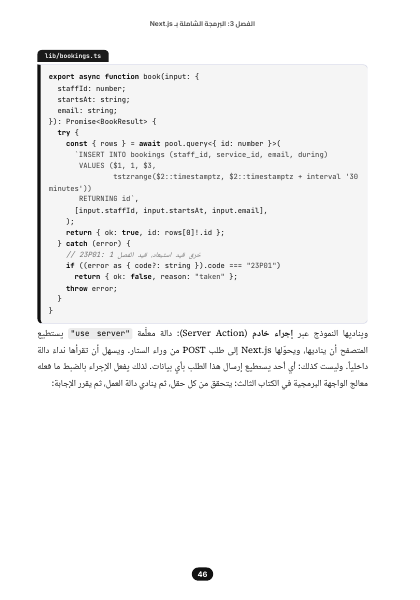 الفصل 3: البرمجة الشاملة بـ Next.js
lib/bookings.ts
export async function book(input: {
  staffId: number;
  startsAt: string;
  email: string;
}): Promise<BookResult> {
  try {
    const { rows } = await pool.query<{ id: number }>(
      `INSERT INTO bookings (staff_id, service_id, email, during)
       VALUES ($1, 1, $3,
               tstzrange($2::timestamptz, $2::timestamptz + interval '30
minutes'))
       RETURNING id`,
      [input.staffId, input.startsAt, input.email],
    );
    return { ok: true, id: rows[0]!.id };
  } catch (error) {
    // 23P01: خرق قيد استبعاد، قيد الفصل 1
    if ((error as { code?: string }).code === "23P01")
      return { ok: false, reason: "taken" };
    throw error;
  }
}
ويناديها النموذج عبر إجراء خادم (Server Action): دالة معلَّمة "use server" يستطيع
المتصفح أن يناديها، ويحوّلها Next.js إلى طلب POST من وراء الستار. ويسهل أن تقرأها نداءَ دالة
داخلياً. وليست كذلك: أي أحد يستطيع إرسال هذا الطلب بأي بيانات. لذلك يفعل الإجراء بالضبط ما فعله
معالج الواجهة البرمجية في الكتاب الثالث: يتحقق من كل حقل، ثم ينادي دالة العمل، ثم يقرر الإجابة:
46